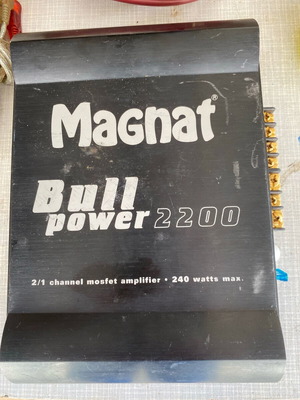 Magnat®
Bull
power 2200
2/1 channel mosfet amplifier • 240 watts max.